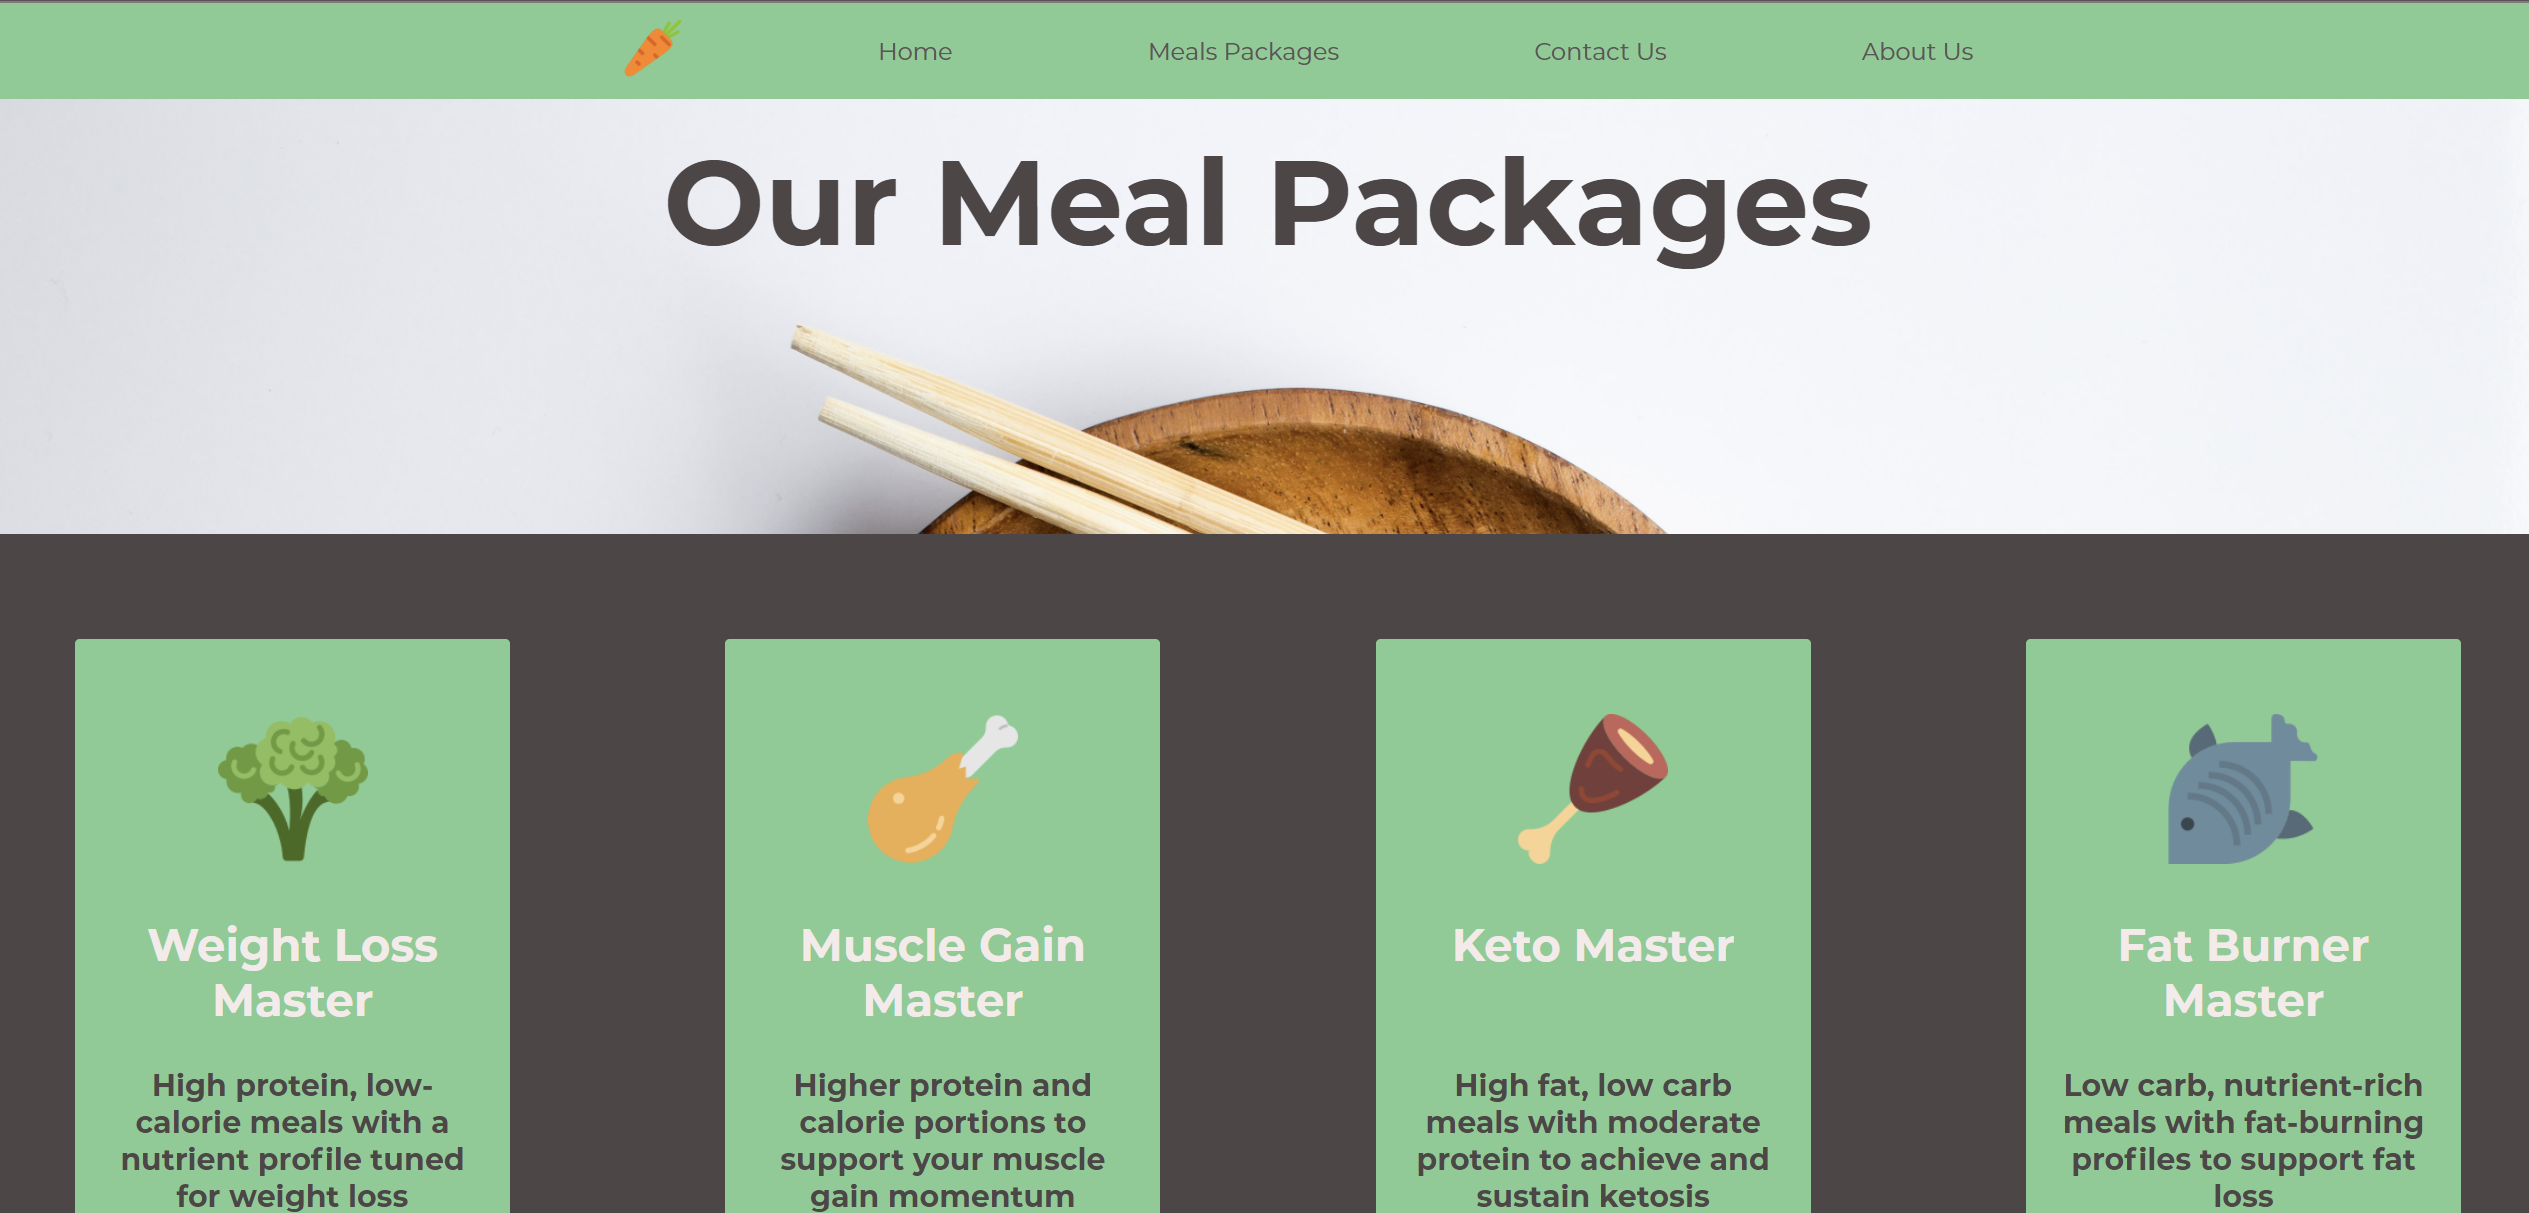 Home
Meals Packages
Contact Us
About Us
Our Meal Packages
Weight Loss
Master
High protein, low-
calorie meals with a
nutrient profile tuned
for weight loss
Muscle Gain
Master
Higher protein and
calorie portions to
support your muscle
gain momentum
Keto Master
High fat, low carb
meals with moderate
protein to achieve and
sustain ketosis
Fat Burner
Master
Low carb, nutrient-rich
meals with fat-burning
profiles to support fat
loss